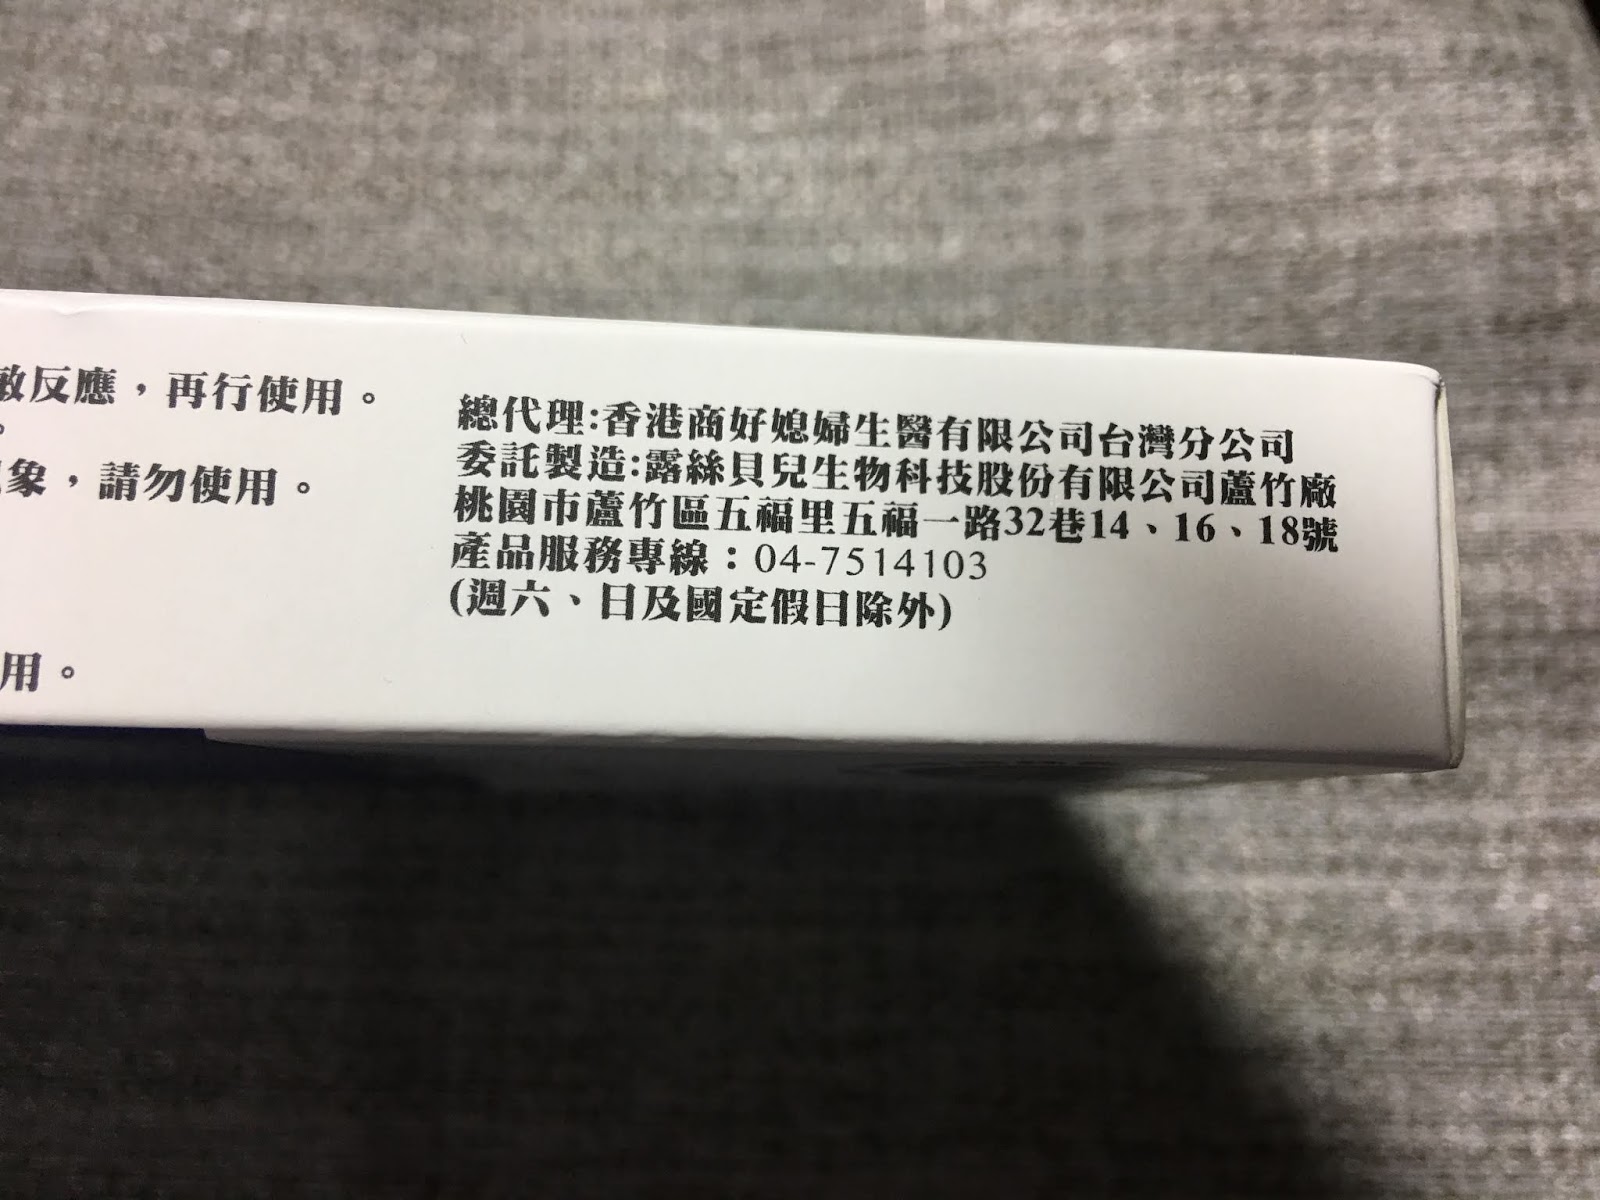 敏反應，再行使用。
。
象，請勿使用。
用。
總代理:香港商好媳婦生醫有限公司台灣分公司
委託製造:露絲貝兒生物科技股份有限公司蘆竹廠
桃園市蘆竹區五福里五福一路32巷14、16、18號
產品服務專線：04-7514103
(週六、日及國定假日除外)